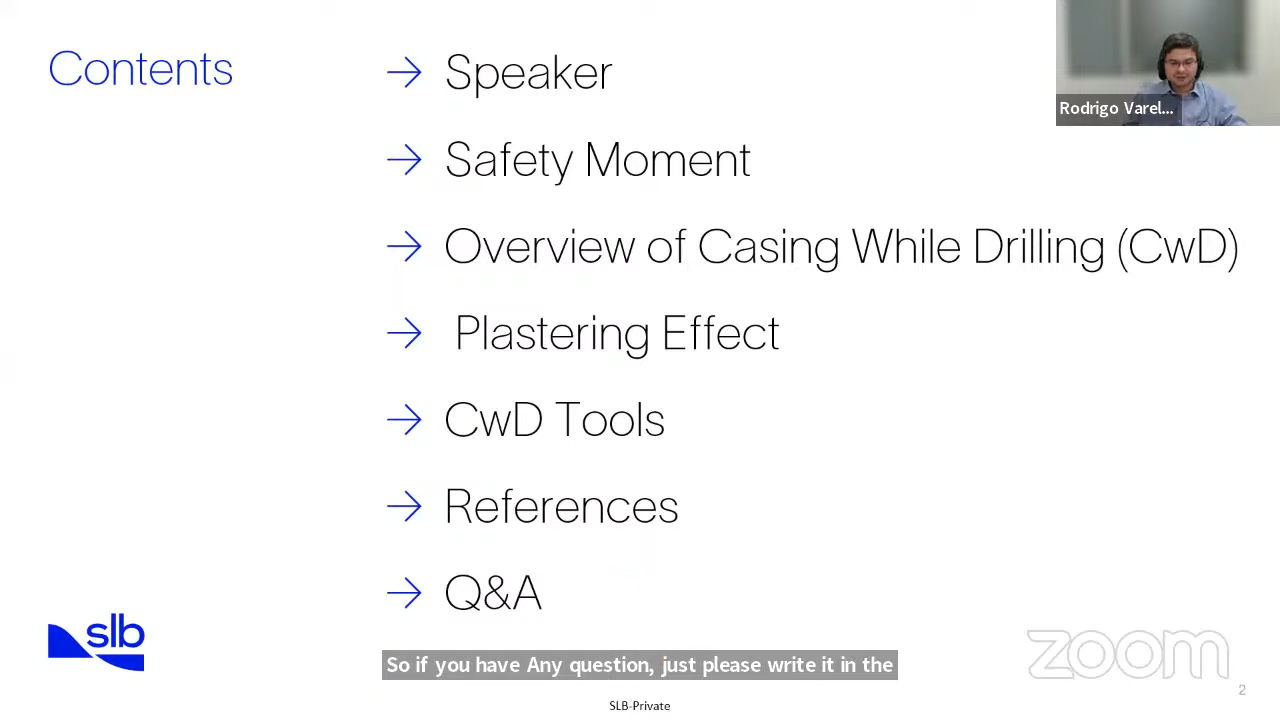 Contents
→ Speaker
→ Safety Moment
→ Overview of Casing While Drilling (CwD)
→ Plastering Effect
→ CwD Tools
→ References
→ Q&A
Rodrigo Varel...
slb
So if you have Any question, just please write it in the
zoom
2
SLB-Private